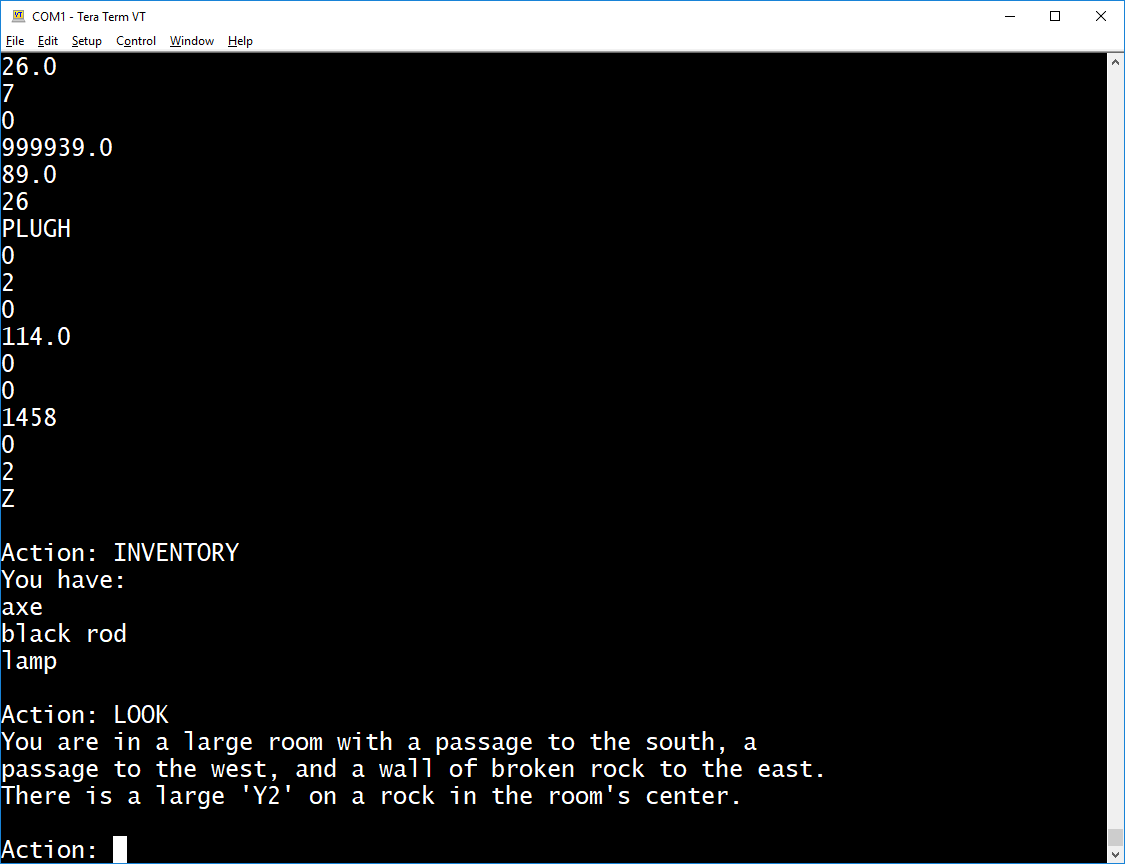 COM1 - Tera Term VT
File Edit Setup Control Window Help
26.0
7
0
999939.0
89.0
26
PLUGH
0
2
0
114.0
0
0
1458
0
2
Z
Action: INVENTORY
You have:
axe
black rod
lamp
Action: LOOK
You are in a large room with a passage to the south, a
passage to the west, and a wall of broken rock to the east.
There is a large 'Y2' on a rock in the room's center.
Action: